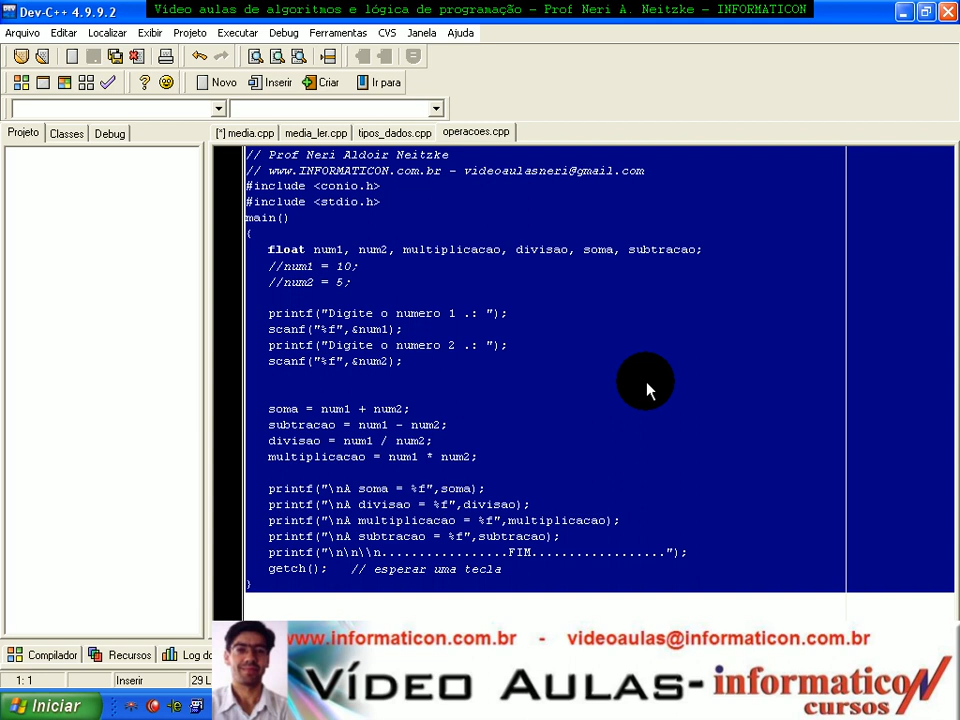 Dev-C++ 4.9.9.2
Vídeo aulas de algoritmos e lógica de programação – Prof Neri A. Neitzke – INFORMATICON
Arquivo Editar Localizar Exibir Projeto Executar Debug Ferramentas CVS Janela Ajuda
Novo Inserir Criar Ir para
Projeto Classes Debug
[*] media.cpp media_ler.cpp tipos_dados.cpp operacoes.cpp
// Prof Neri Aldoir Neitzke
// www.INFORMATICON.com.br - videoaulasneri@gmail.com
#include <conio.h>
#include <stdio.h>
main()
{
float num1, num2, multiplicacao, divisao, soma, subtracao;
//num1 = 10;
//num2 = 5;
printf("Digite o numero 1 .: ");
scanf("%f",&num1);
printf("Digite o numero 2 .: ");
scanf("%f",&num2);
soma = num1 + num2;
subtracao = num1 - num2;
divisao = num1 / num2;
multiplicacao = num1 * num2;
printf("\nA soma = %f",soma);
printf("\nA divisao = %f",divisao);
printf("\nA multiplicacao = %f",multiplicacao);
printf("\nA subtracao = %f",subtracao);
printf("\n\n\\n.................FIM..................");
getch(); // esperar uma tecla
}
Compilador Recursos Log do
1: 1 Inserir 29 L
www.informaticon.com.br - videoaulas@informaticon.com.br
Vídeo Aulas-informaticon
cursos
Iniciar